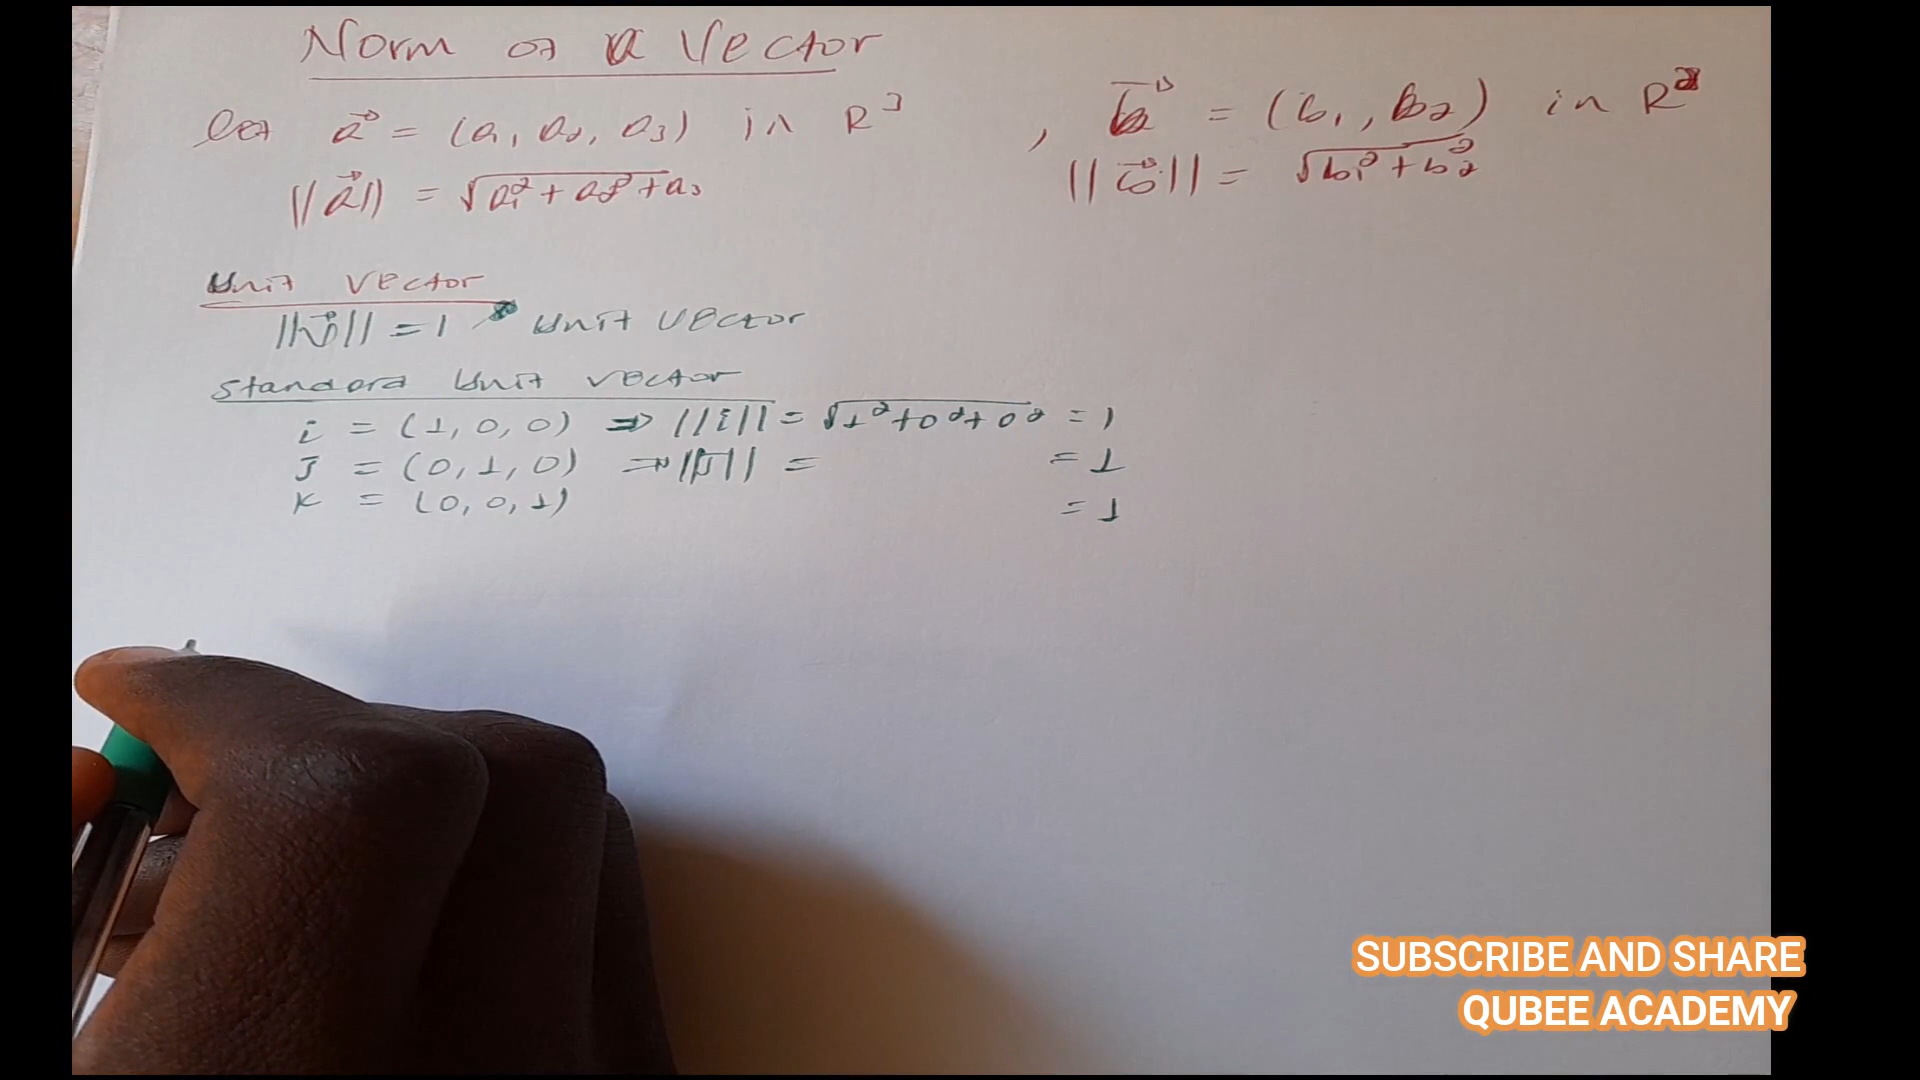 Norm of a Vector
let a⃗ = (a₁, a₂, a₃) in R³ , b⃗ = (b₁, b₂) in R²
||a⃗|| = √a₁² + a₂² + a₃ ||b⃗|| = √b₁² + b₂²
Unit Vector
||v⃗|| = 1 → Unit Vector
Standard Unit Vector
i = (1, 0, 0) ⇒ ||i|| = √1² + 0² + 0² = 1
J = (0, 1, 0) ⇒ ||J|| = = 1
K = (0, 0, 1) = 1
SUBSCRIBE AND SHARE
QUBEE ACADEMY